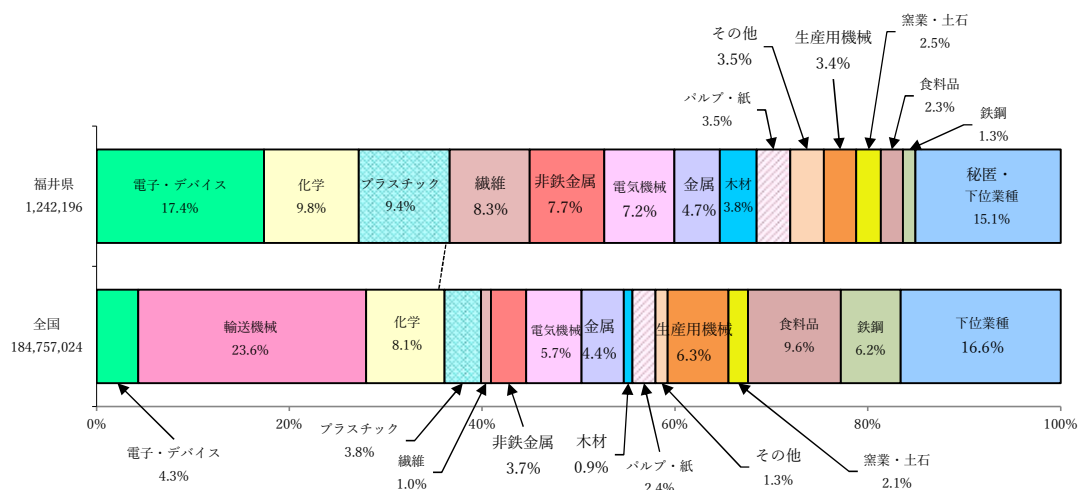 窯業・土石
2.5%
その他
3.5%
生産用機械
3.4%
食料品
2.3%
パルプ・紙
3.5%
鉄鋼
1.3%
福井県
1,242,196
電子・デバイス
17.4%
化学
9.8%
プラスチック
9.4%
繊維
8.3%
非鉄金属
7.7%
電気機械
7.2%
金属
4.7%
木材
3.8%
秘匿・
下位業種
15.1%
全国
184,757,024
輸送機械
23.6%
化学
8.1%
電気機械
5.7%
金属
4.4%
生産用機械
6.3%
食料品
9.6%
鉄鋼
6.2%
下位業種
16.6%
0%
20%
40%
60%
80%
100%
電子・デバイス
4.3%
プラスチック
3.8%
繊維
1.0%
非鉄金属
3.7%
木材
0.9%
パルプ・紙
2.4%
その他
1.3%
窯業・土石
2.1%